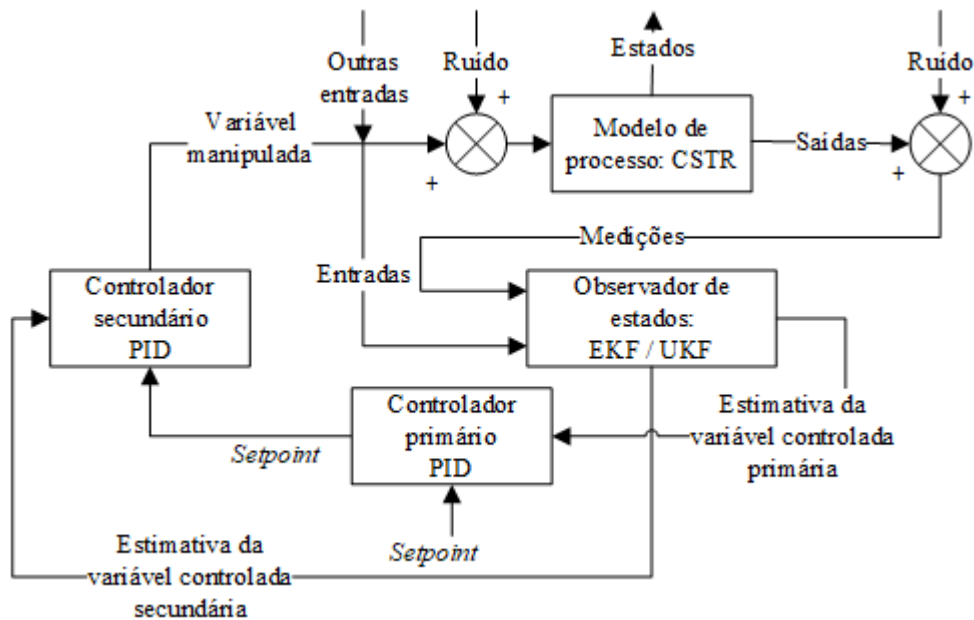 Outras
entradas
Ruído
+
Estados
Ruído
+
Variável
manipulada
+
Modelo de
processo: CSTR
Saídas
+
Medições
Entradas
Controlador
secundário
PID
Observador de
estados:
EKF / UKF
Controlador
primário
PID
Setpoint
Estimativa da
variável controlada
primária
Setpoint
Estimativa da
variável controlada
secundária